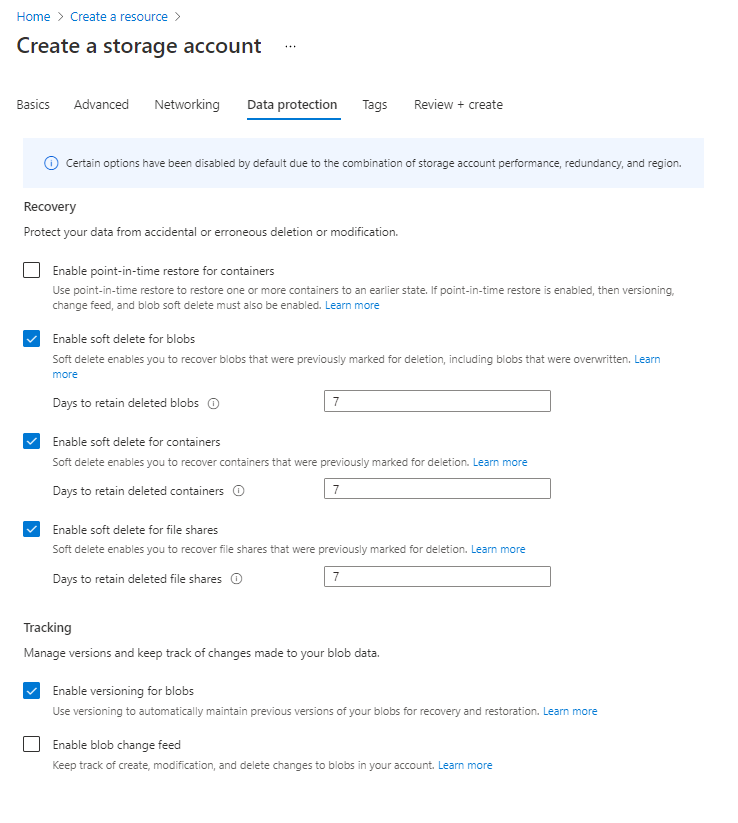 Home > Create a resource >
Create a storage account ...
Basics Advanced Networking Data protection Tags Review + create
Certain options have been disabled by default due to the combination of storage account performance, redundancy, and region.
Recovery
Protect your data from accidental or erroneous deletion or modification.
Enable point-in-time restore for containers
Use point-in-time restore to restore one or more containers to an earlier state. If point-in-time restore is enabled, then versioning,
change feed, and blob soft delete must also be enabled. Learn more
Enable soft delete for blobs
Soft delete enables you to recover blobs that were previously marked for deletion, including blobs that were overwritten. Learn
more
Days to retain deleted blobs 7
Enable soft delete for containers
Soft delete enables you to recover containers that were previously marked for deletion. Learn more
Days to retain deleted containers 7
Enable soft delete for file shares
Soft delete enables you to recover file shares that were previously marked for deletion. Learn more
Days to retain deleted file shares 7
Tracking
Manage versions and keep track of changes made to your blob data.
Enable versioning for blobs
Use versioning to automatically maintain previous versions of your blobs for recovery and restoration. Learn more
Enable blob change feed
Keep track of create, modification, and delete changes to blobs in your account. Learn more